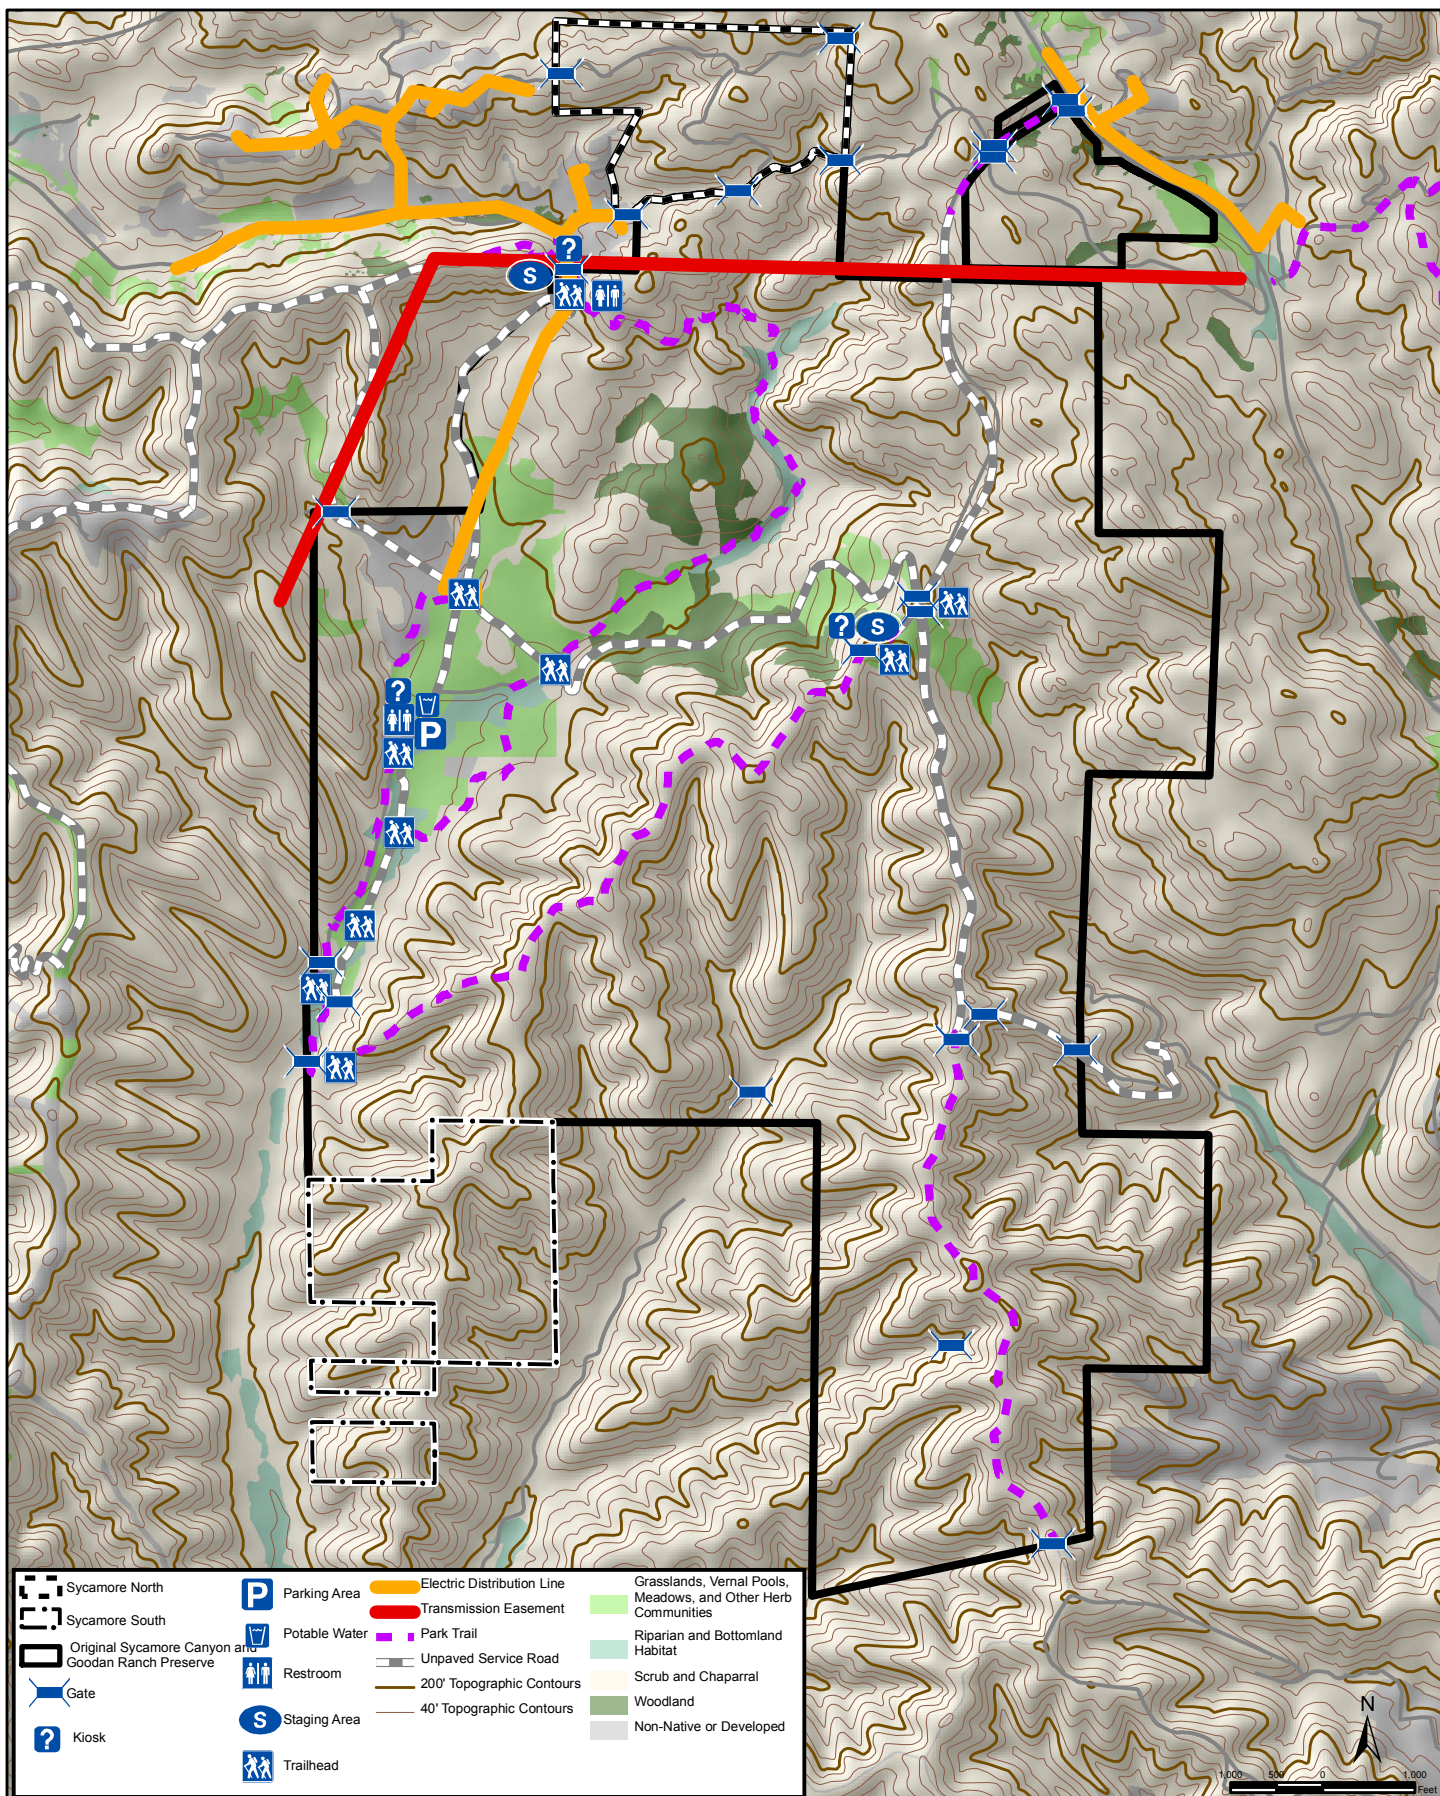 ?
S
?
S
?
P
Sycamore North
Sycamore South
Original Sycamore Canyon and
Goodan Ranch Preserve
Gate
?
Kiosk
P
Parking Area
Potable Water
Restroom
S
Staging Area
Trailhead
Electric Distribution Line
Transmission Easement
Park Trail
Unpaved Service Road
200' Topographic Contours
40' Topographic Contours
Grasslands, Vernal Pools,
Meadows, and Other Herb
Communities
Riparian and Bottomland
Habitat
Scrub and Chaparral
Woodland
Non-Native or Developed
N
1,000 500 0 1,000
Feet